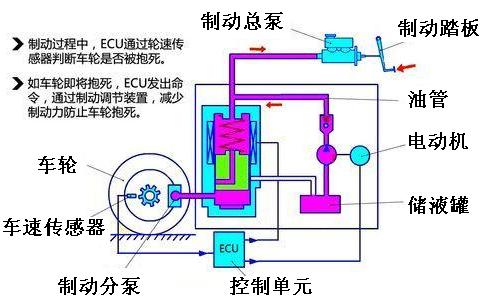 制动总泵
制动踏板
制动过程中，ECU通过轮速传
感器判断车轮是否被抱死。
如车轮即将抱死，ECU发出命
令，通过制动调节装置，减少
制动力防止车轮抱死。
油管
电动机
车轮
储液罐
车速传感器
ECU
制动分泵
控制单元